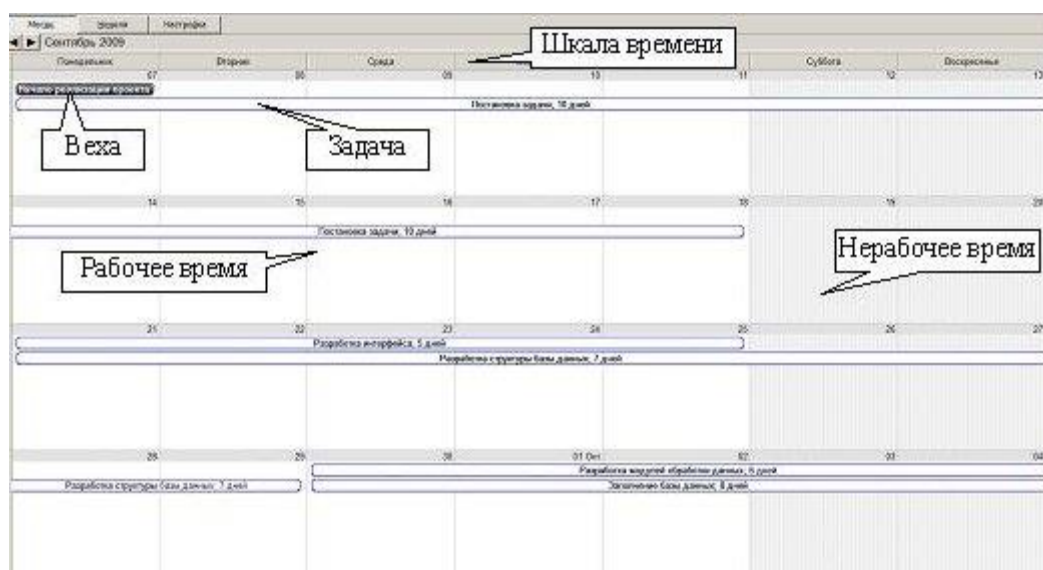 Месяц Неделя Настройка
Сентябрь 2009
Шкала времени
Понедельник Вторник Среда Суббота Воскресенье
07 08 09 10 11 12 13
Начало реализации проекта
Постановка задачи; 10 дней
Веха Задача
14 15 16 17 18 19 20
Постановка задачи; 10 дней
Рабочее время Нерабочее время
21 22 23 24 25 26 27
Разработка интерфейса; 5 дней
Разработка структуры базы данных; 7 дней
28 29 30 01 Окт 02 03 04
Разработка модулей обработки данных; 5 дней
Разработка структуры базы данных; 7 дней Заполнение базы данных; 8 дней